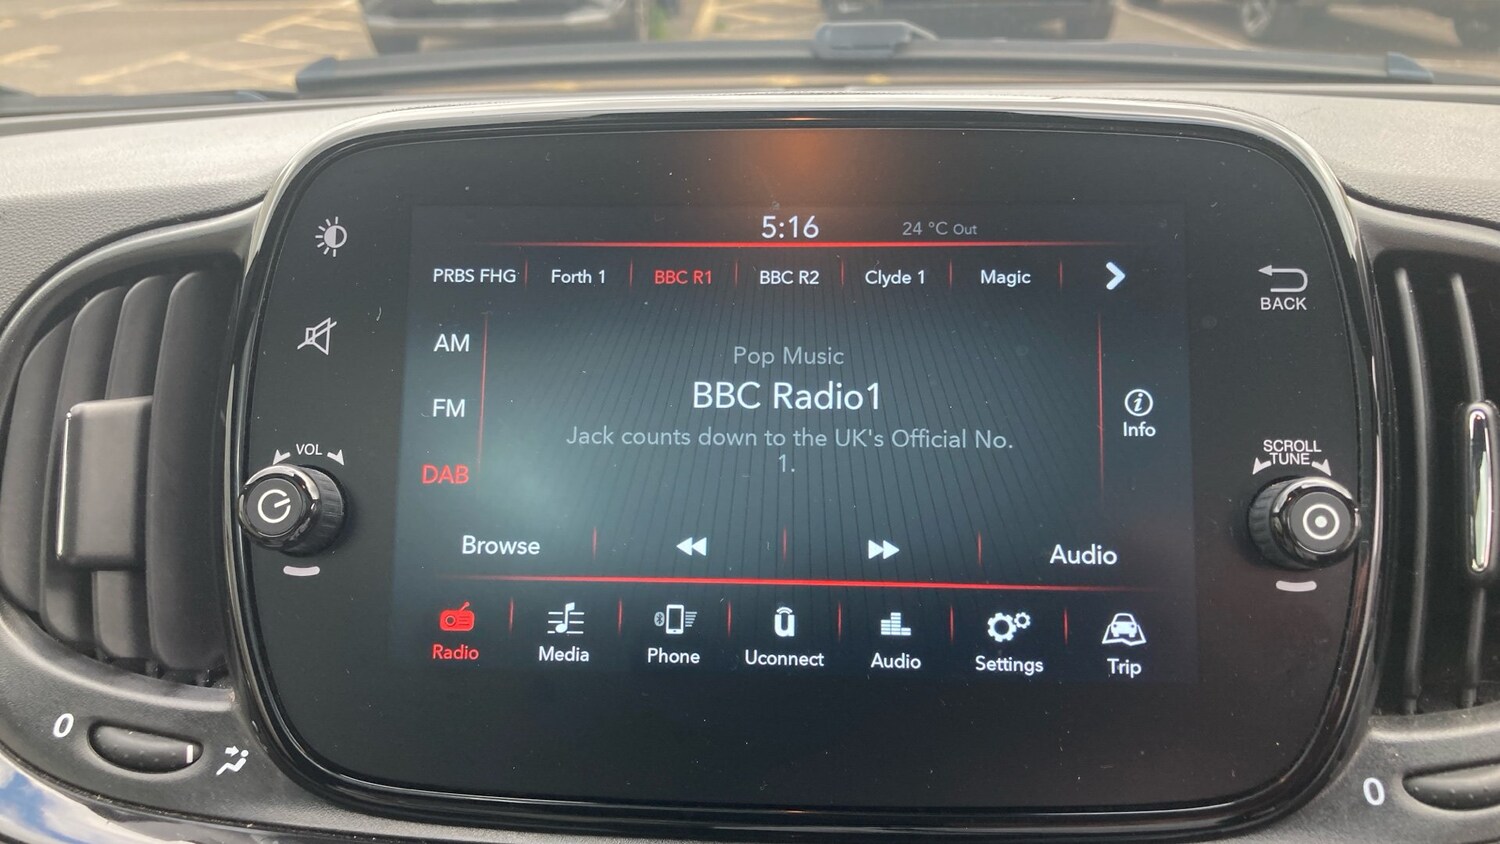 5:16
24 °C Out
PRBS FHG
Forth 1
BBC R1
BBC R2
Clyde 1
Magic
BACK
AM
FM
DAB
Pop Music
BBC Radio1
Jack counts down to the UK's Official No.
1.
Info
VOL
SCROLL
TUNE
Browse
Audio
Radio
Media
Phone
Uconnect
Audio
Settings
Trip
0
0